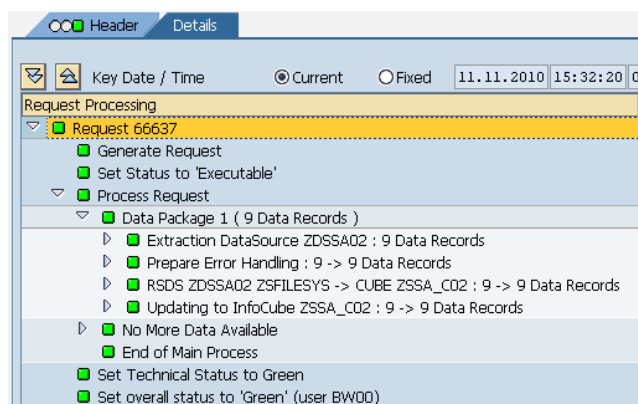 Header Details
Key Date / Time Current Fixed 11.11.2010 15:32:20
Request Processing
Request 66637
Generate Request
Set Status to 'Executable'
Process Request
Data Package 1 ( 9 Data Records )
Extraction DataSource ZDSSA02 : 9 Data Records
Prepare Error Handling : 9 -> 9 Data Records
RSDS ZDSSA02 ZSFILESYS -> CUBE ZSSA_C02 : 9 -> 9 Data Records
Updating to InfoCube ZSSA_C02 : 9 -> 9 Data Records
No More Data Available
End of Main Process
Set Technical Status to Green
Set overall status to 'Green' (user BW00)